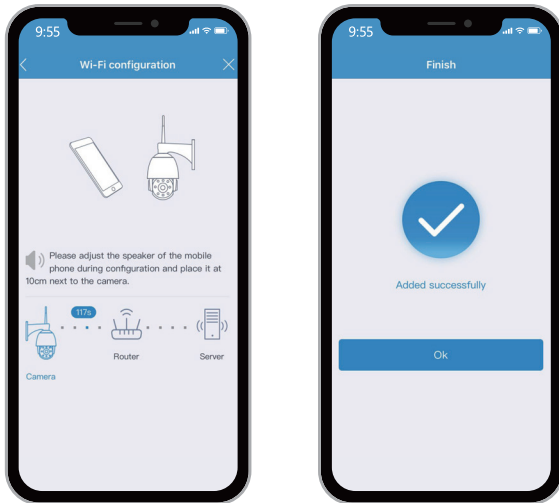 9:55
Wi-Fi configuration
Please adjust the speaker of the mobile
phone during configuration and place it at
10cm next to the camera.
117s
Router
Server
Camera
9:55
Finish
Added successfully
Ok